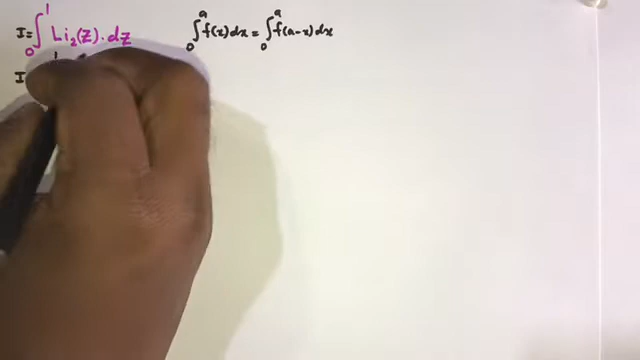 I = ∫₀¹ Li₂(z).dz    ∫₀ᵃ f(x)dx = ∫₀ᵃ f(a-x)dx
I